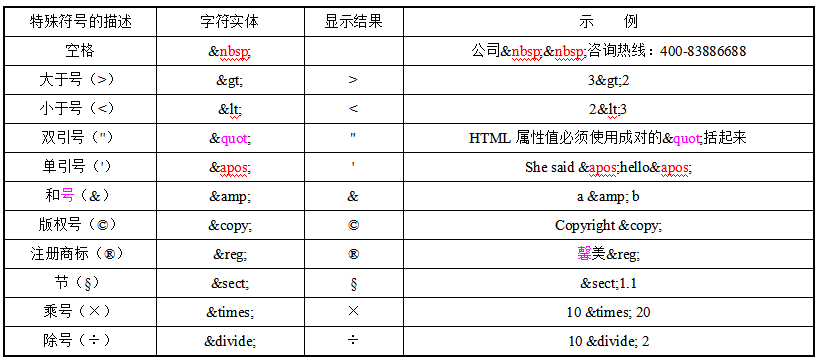 特殊符号的描述 字符实体 显示结果 示 例
空格 &nbsp; 公司&nbsp;&nbsp;咨询热线：400-83886688
大于号（>） &gt; > 3&gt;2
小于号（<） &lt; < 2&lt;3
双引号（"） &quot; " HTML 属性值必须使用成对的&quot;括起来
单引号（'） &apos; ' She said &apos;hello&apos;
和号（&） &amp; & a &amp; b
版权号（©） &copy; © Copyright &copy;
注册商标（®） &reg; ® 馨美&reg;
节（§） &sect; § &sect;1.1
乘号（×） &times; × 10 &times; 20
除号（÷） &divide; ÷ 10 &divide; 2